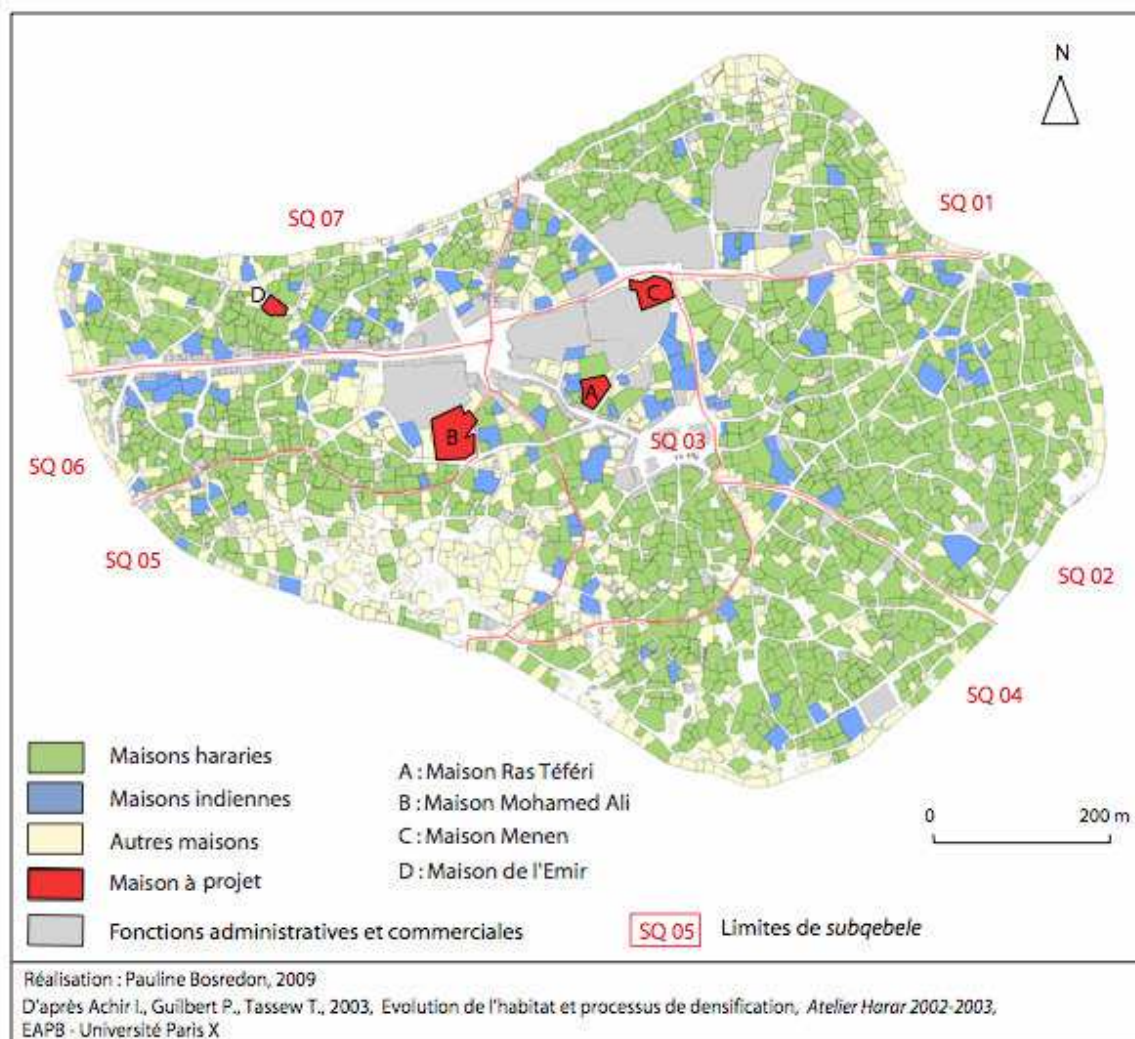 N
SQ 01
SQ 07
D
C
A
SQ 03
B
SQ 06
SQ 05
SQ 02
SQ 04
Maisons hararies
Maisons indiennes
Autres maisons
Maison à projet
Fonctions administratives et commerciales
A : Maison Ras Téféri
B : Maison Mohamed Ali
C : Maison Menen
D : Maison de l'Emir
0 200 m
SQ 05 Limites de subqebele
Réalisation : Pauline Bosredon, 2009
D'après Achir I., Guilbert P., Tassew T., 2003, Evolution de l'habitat et processus de densification, Atelier Harar 2002-2003,
EAPB - Université Paris X